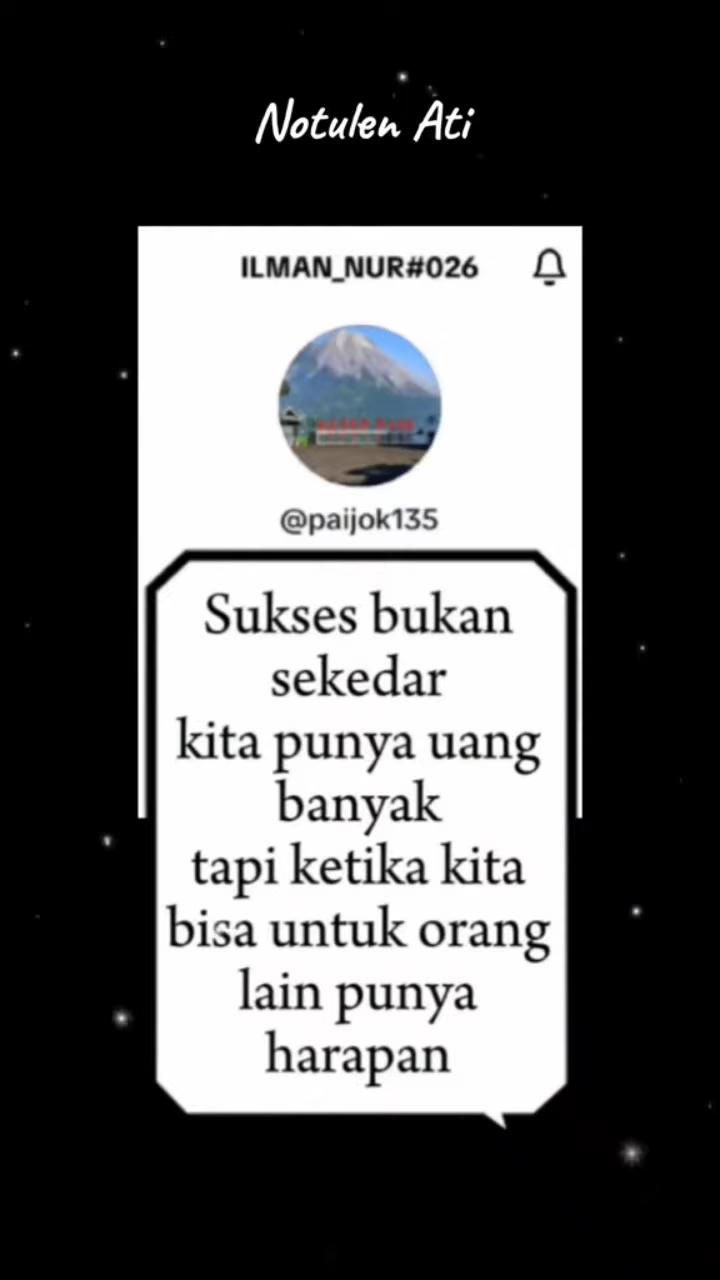 Notulen Ati
ILMAN_NUR#026
@paijok135
Sukses bukan
sekedar
kita punya uang
banyak
tapi ketika kita
bisa untuk orang
lain punya
harapan